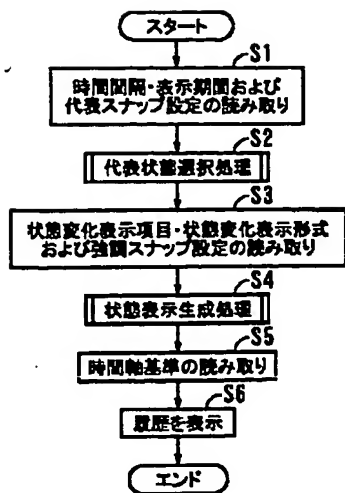 スタート
S1
時間間隔・表示期間および
代表スナップ設定の読み取り
S2
代表状態選択処理
S3
状態変化表示項目・状態変化表示形式
および強調スナップ設定の読み取り
S4
状態表示生成処理
S5
時間軸基準の読み取り
S6
履歴を表示
エンド